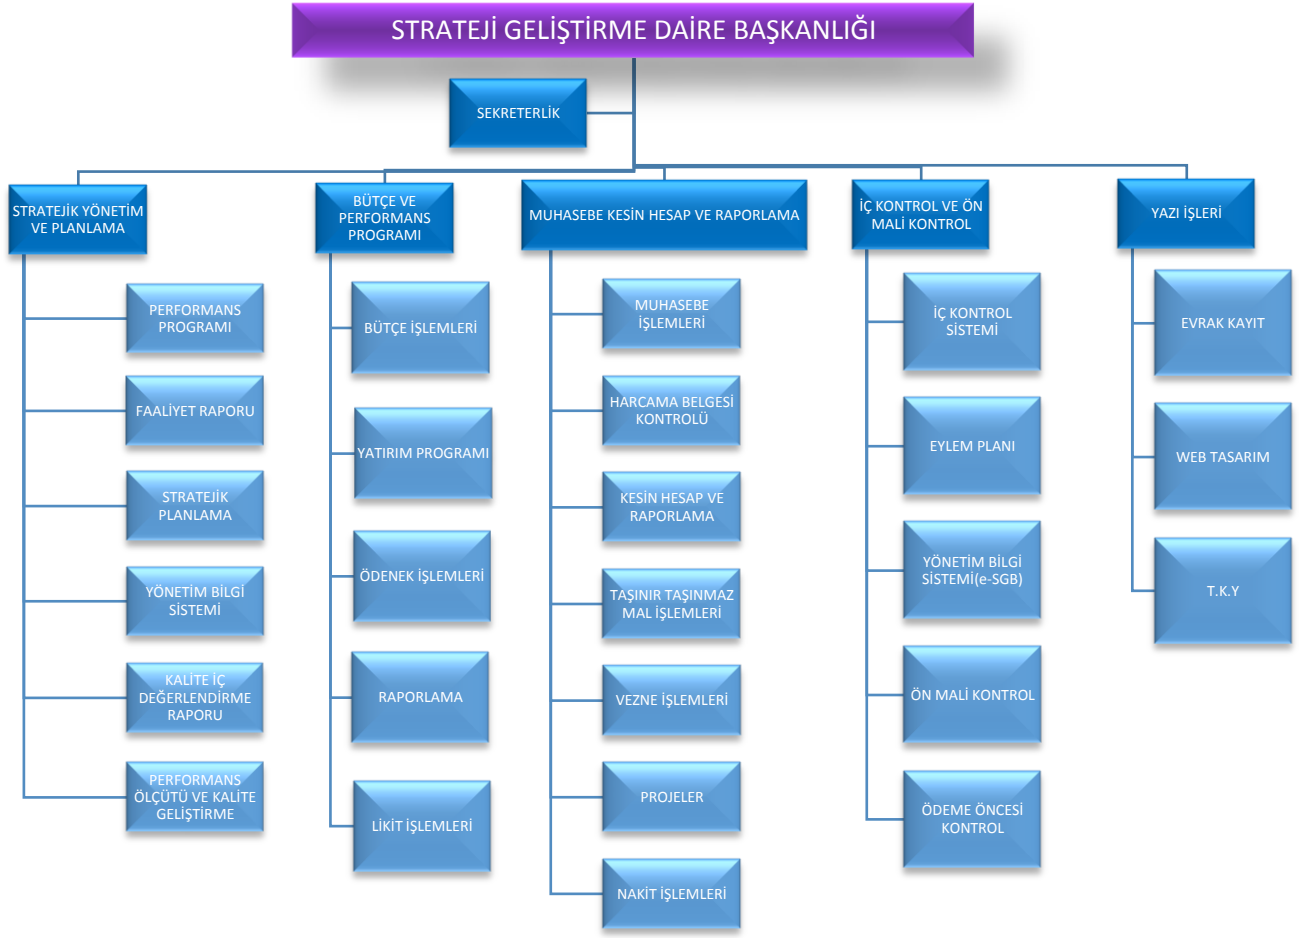 STRATEJİ GELİŞTİRME DAİRE BAŞKANLIĞI
SEKRETERLİK
STRATEJİK YÖNETİM
VE PLANLAMA
PERFORMANS
PROGRAMI
FAALİYET RAPORU
STRATEJİK
PLANLAMA
YÖNETİM BİLGİ
SİSTEMİ
KALİTE İÇ
DEĞERLENDİRME
RAPORU
PERFORMANS
ÖLÇÜTÜ VE KALİTE
GELİŞTİRME
BÜTÇE VE
PERFORMANS
PROGRAMI
BÜTÇE İŞLEMLERİ
YATIRIM PROGRAMI
ÖDENEK İŞLEMLERİ
RAPORLAMA
LİKİT İŞLEMLERİ
MUHASEBE KESİN HESAP VE RAPORLAMA
MUHASEBE
İŞLEMLERİ
HARCAMA BELGESİ
KONTROLÜ
KESİN HESAP VE
RAPORLAMA
TAŞINIR TAŞINMAZ
MAL İŞLEMLERİ
VEZNE İŞLEMLERİ
PROJELER
NAKİT İŞLEMLERİ
İÇ KONTROL VE ÖN
MALİ KONTROL
İÇ KONTROL
SİSTEMİ
EYLEM PLANI
YÖNETİM BİLGİ
SİSTEMİ(e-SGB)
ÖN MALİ KONTROL
ÖDEME ÖNCESİ
KONTROL
YAZI İŞLERİ
EVRAK KAYIT
WEB TASARIM
T.K.Y